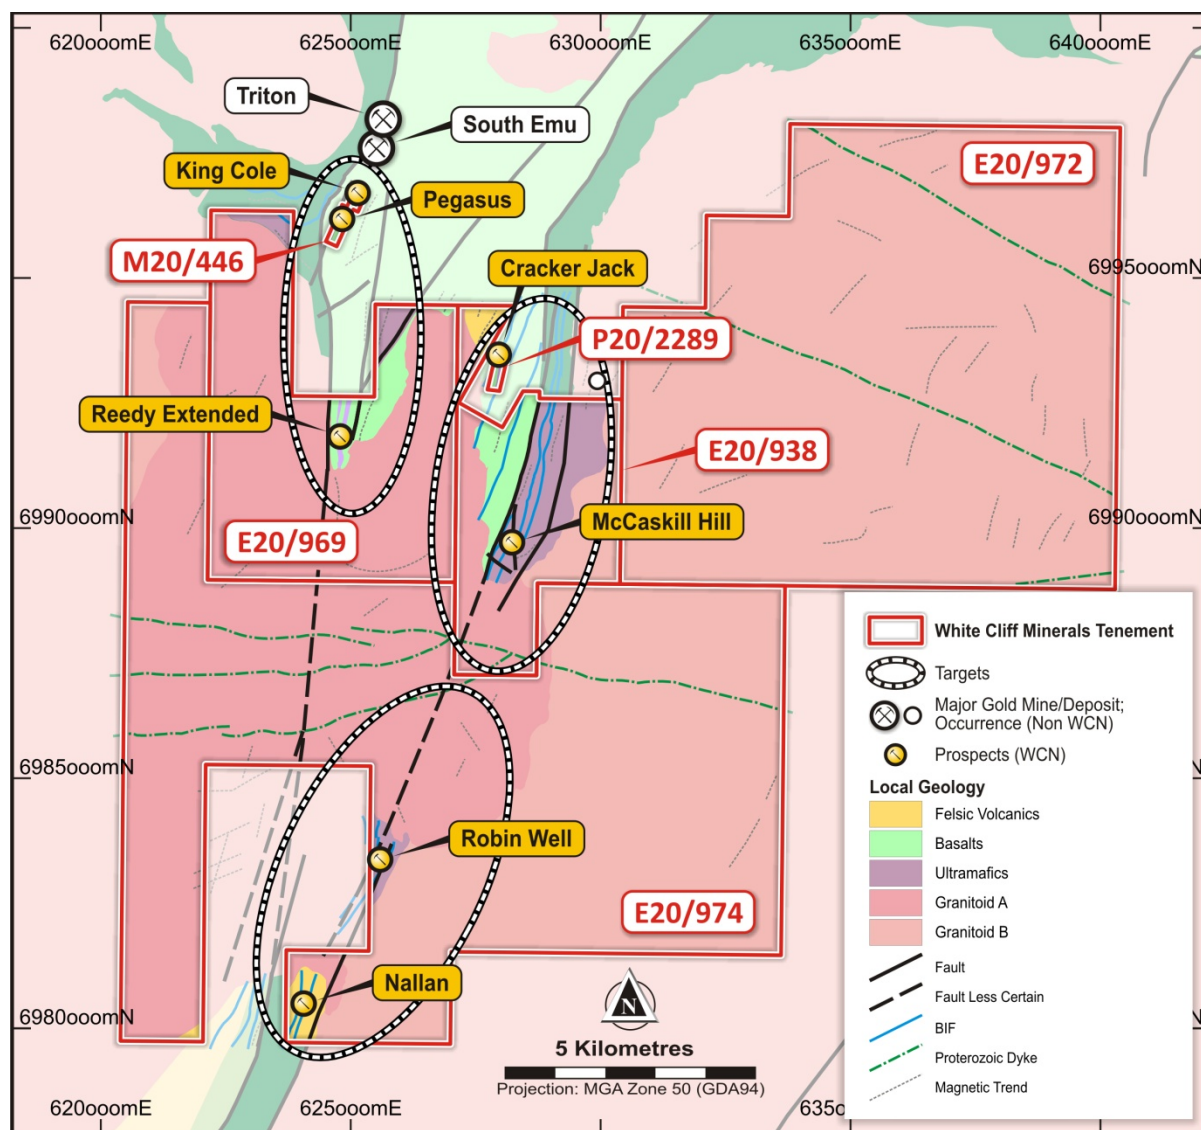 620000mE
625000mE
630000mE
635000mE
640000mE
Triton
South Emu
King Cole
Pegasus
E20/972
M20/446
Cracker Jack
6995000mN
P20/2289
Reedy Extended
E20/938
6990000mN
McCaskill Hill
6990000mN
E20/969
White Cliff Minerals Tenement
Targets
Major Gold Mine/Deposit;
Occurrence (Non WCN)
Prospects (WCN)
6985000mN
Local Geology
Felsic Volcanics
Basalts
Ultramafics
Granitoid A
Granitoid B
Fault
Fault Less Certain
BIF
Proterozoic Dyke
Magnetic Trend
Robin Well
E20/974
Nallan
N
6980000mN
5 Kilometres
Projection: MGA Zone 50 (GDA94)
620000mE
625000mE